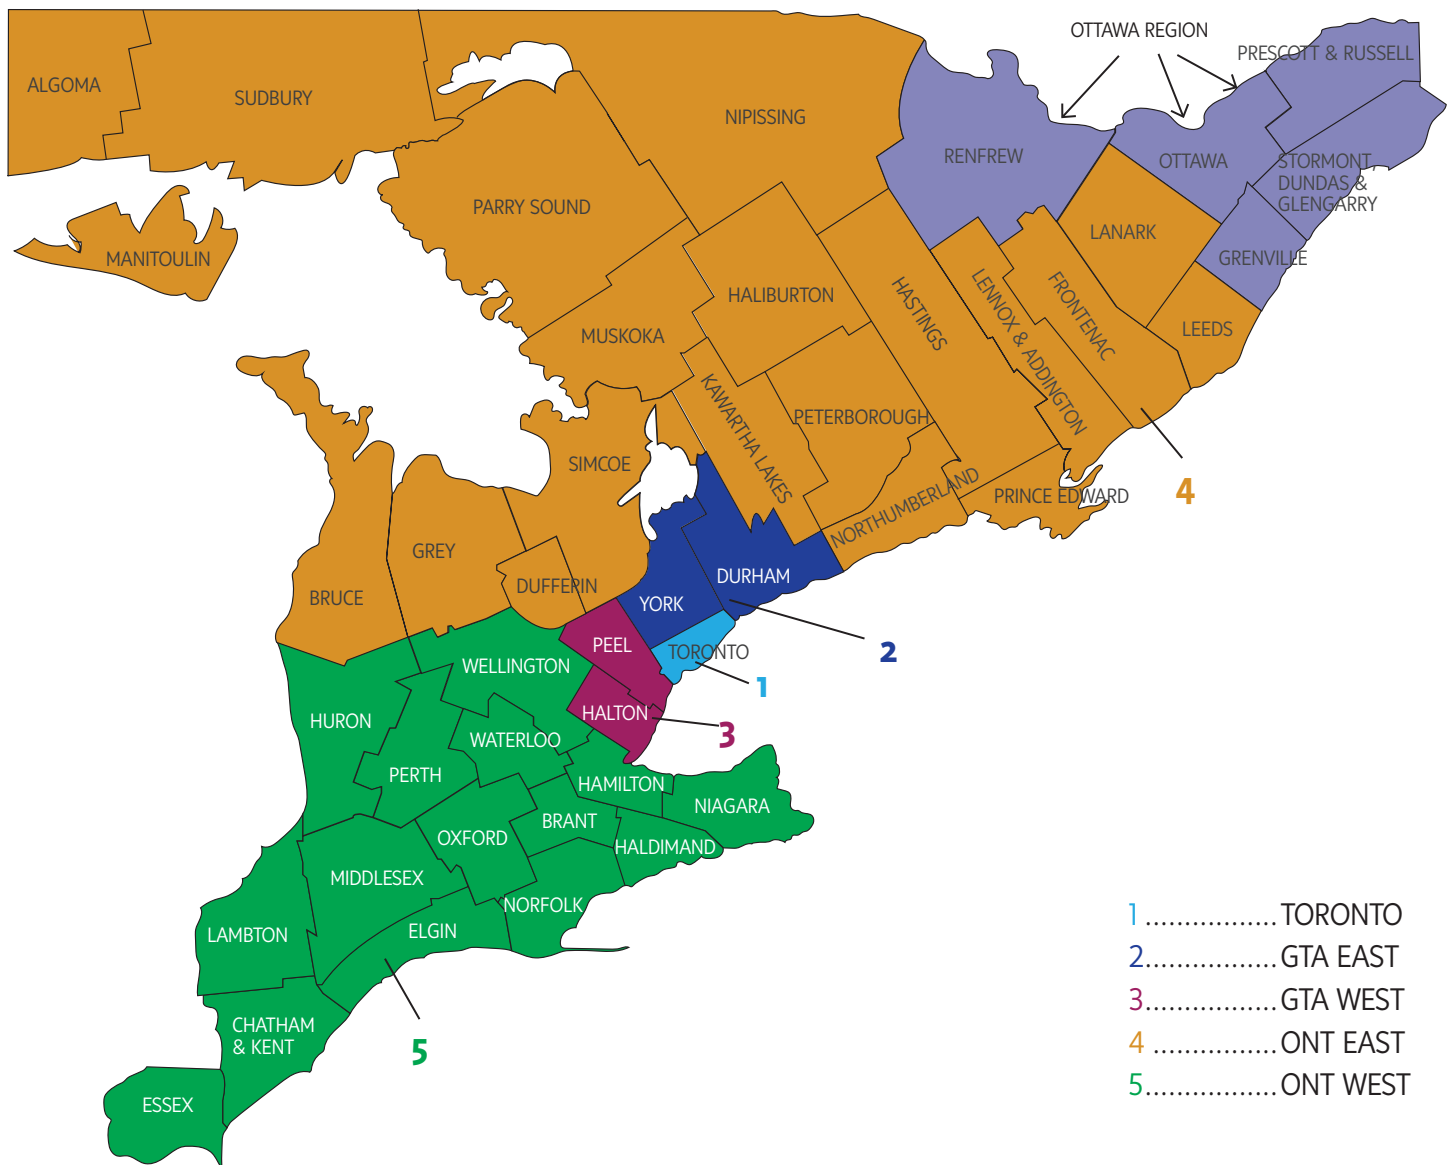 OTTAWA REGION
PRESCOTT & RUSSELL
ALGOMA
SUDBURY
NIPISSING
RENFREW
OTTAWA
STORMONT,
DUNDAS &
GLENGARRY
PARRY SOUND
LANARK
MANITOULIN
GRENVILLE
HALIBURTON
HASTINGS
LENNOX & ADDINGTON
FRONTENAC
MUSKOKA
LEEDS
KAWARTHA LAKES
PETERBOROUGH
SIMCOE
NORTHUMBERLAND
PRINCE EDWARD
4
GREY
DUFFERIN
BRUCE
DURHAM
YORK
PEEL
TORONTO
2
WELLINGTON
1
HURON
HALTON
3
WATERLOO
PERTH
HAMILTON
NIAGARA
BRANT
OXFORD
HALDIMAND
MIDDLESEX
NORFOLK
ELGIN
LAMBTON
CHATHAM
& KENT
5
ESSEX
1.................TORONTO
2.................GTA EAST
3.................GTA WEST
4 ................ONT EAST
5.................ONT WEST